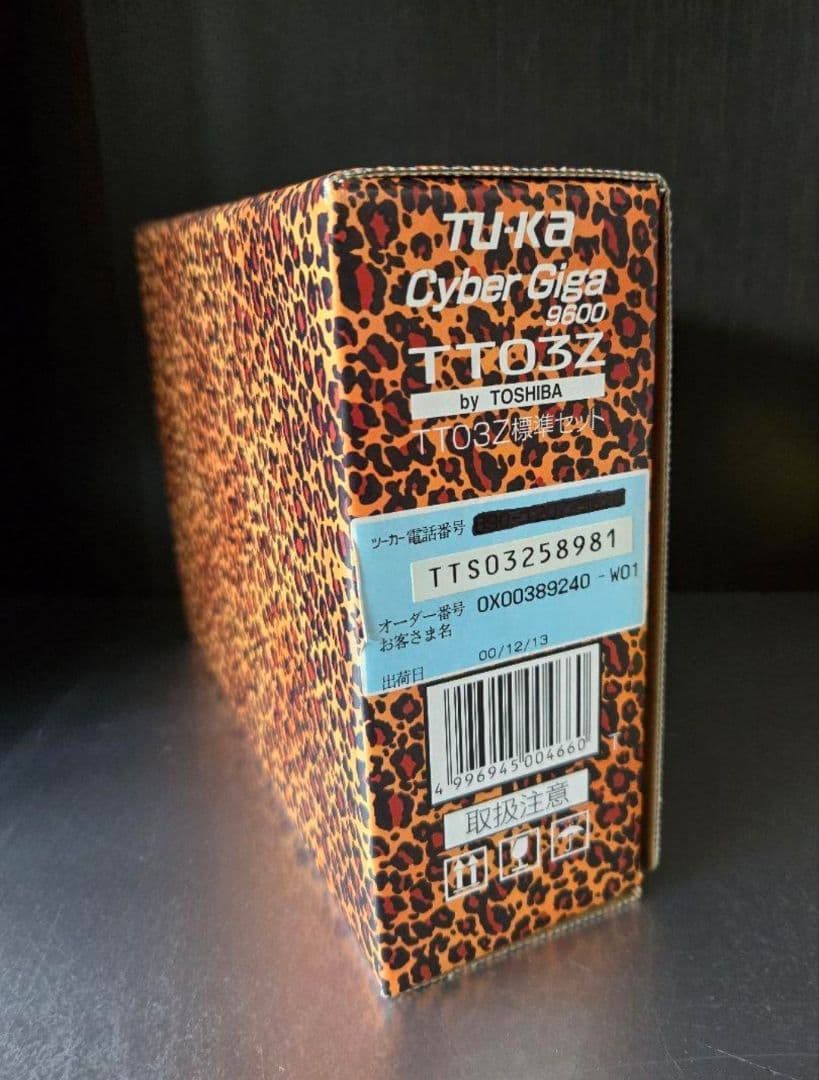 TU-Ka
Cyber Giga
9600
TT03Z
by TOSHIBA
TT03Z標準セット
ツーカー電話番号
TTS03258981
オーダー番号 0X00389240 - W01
お客さま名
00/12/13
出荷日
4 996945 004660
T
取扱注意